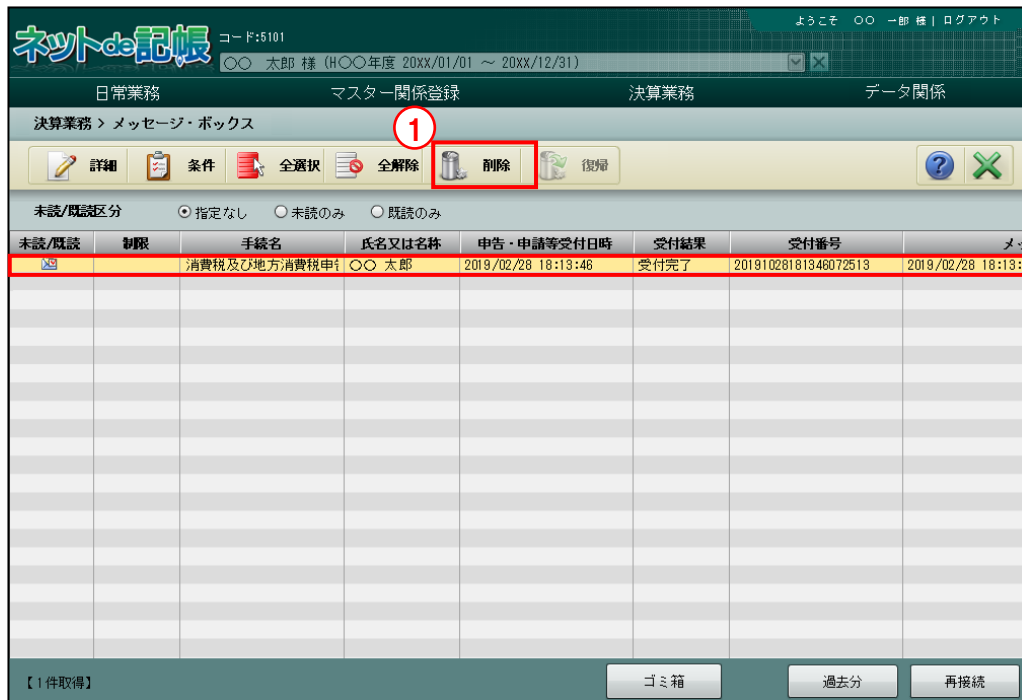 ようこそ　〇〇　一郎 様 | ログアウト
ネットde記帳 コード:5101
〇〇　太郎 様 (H〇〇年度 20XX/01/01 ～ 20XX/12/31)
日常業務 マスター関係登録 決算業務 データ関係
決算業務 > メッセージ・ボックス
1
詳細 条件 全選択 全解除 削除 復帰
未読/既読区分 指定なし 未読のみ 既読のみ
未読/既読 制限 手続名 氏名又は名称 申告・申請等受付日時 受付結果 受付番号 メッ
消費税及び地方消費税申 〇〇 太郎 2019/02/28 18:13:46 受付完了 20191028181346072513 2019/02/28 18:13:
【1件取得】 ゴミ箱 過去分 再接続